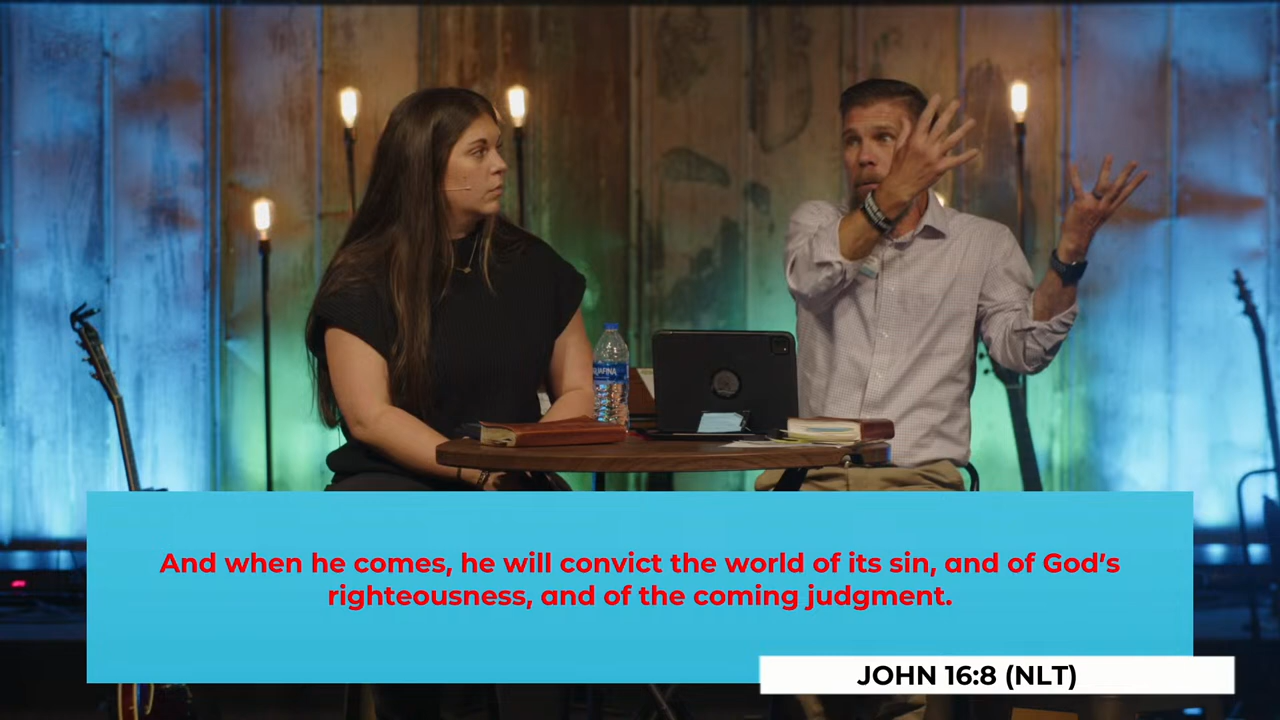 And when he comes, he will convict the world of its sin, and of God's
righteousness, and of the coming judgment.
JOHN 16:8 (NLT)